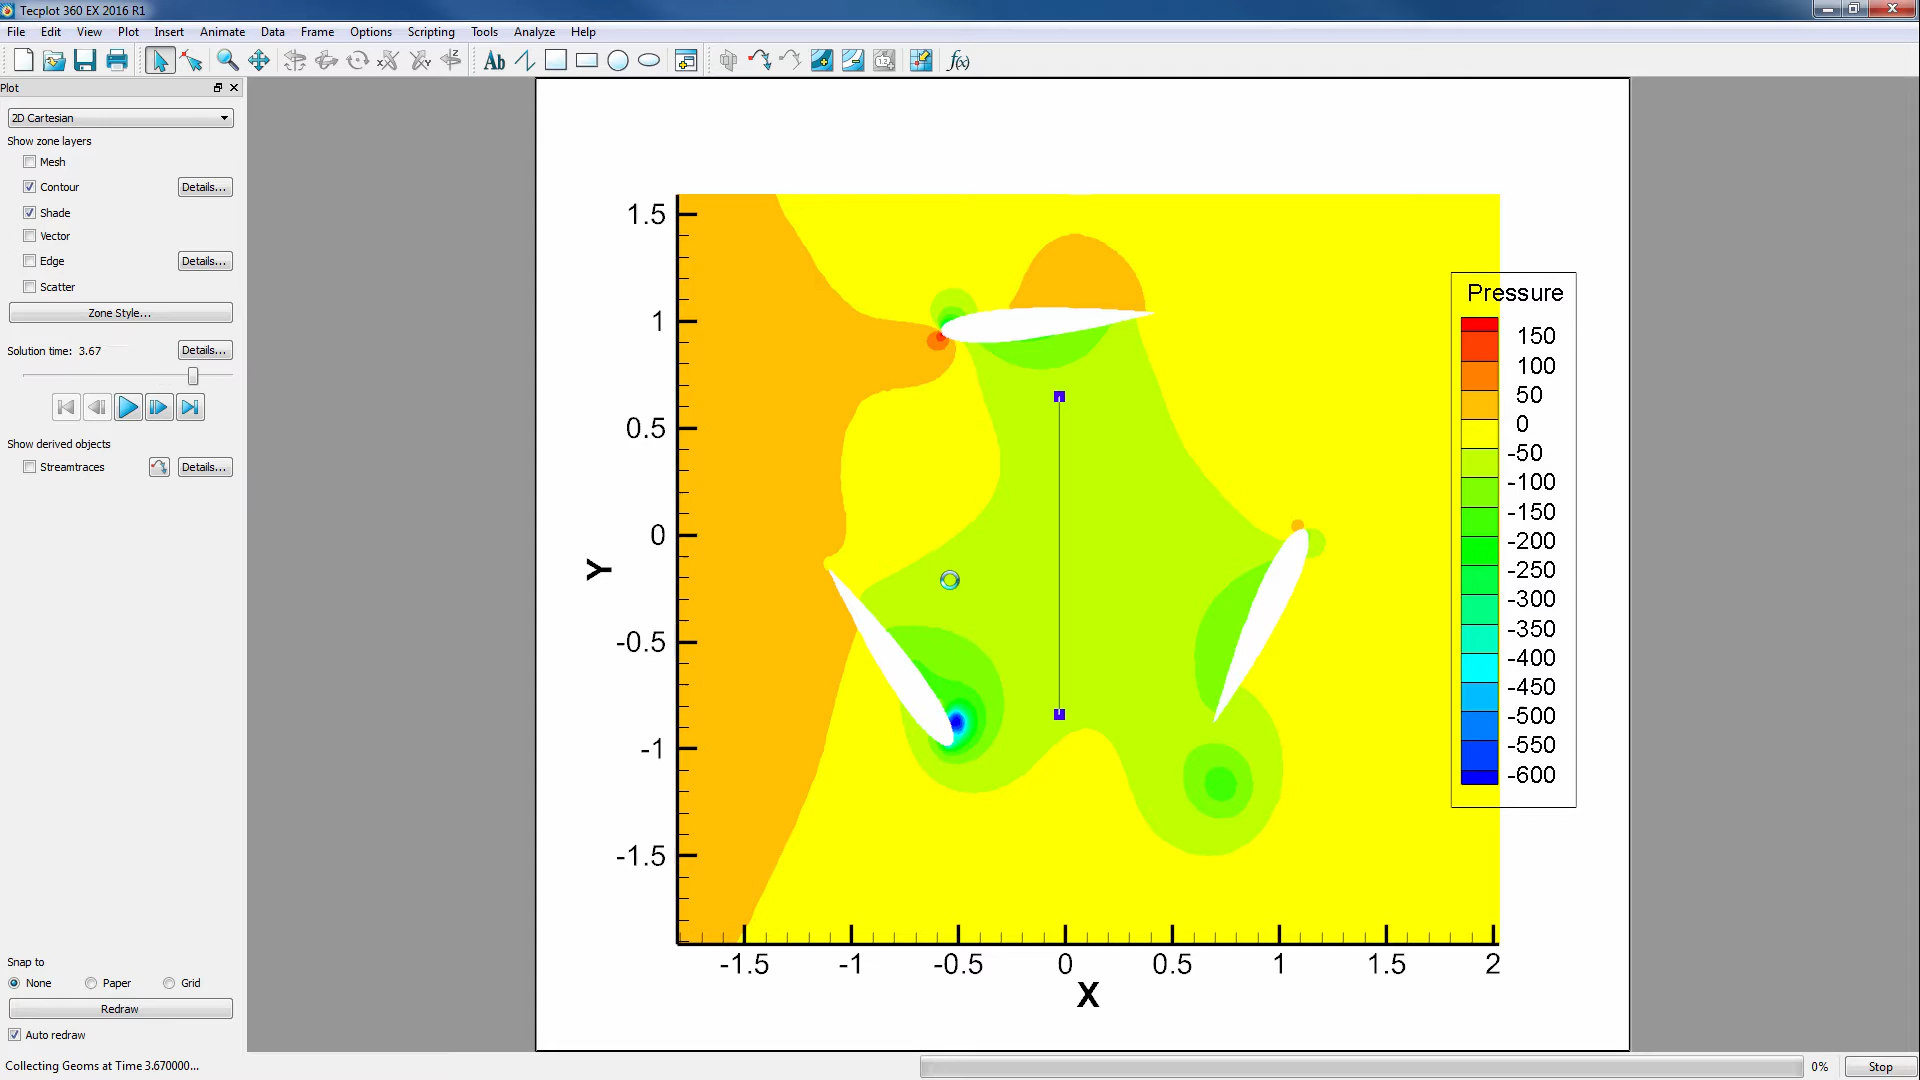 Tecplot 360 EX 2016 R1
File Edit View Plot Insert Animate Data Frame Options Scripting Tools Analyze Help
Ab f(x)
Plot
2D Cartesian
Show zone layers
Mesh
Contour Details...
Shade
Vector
Edge Details...
Scatter
Zone Style...
Solution time: 3.67 Details...
Show derived objects
Streamtraces Details...
Snap to
None Paper Grid
Redraw
Auto redraw
Collecting Geoms at Time 3.670000...
0% Stop
1.5
1
0.5
0
-0.5
-1
-1.5
Y
-1.5 -1 -0.5 0 0.5 1 1.5 2
X
Pressure
150
100
50
0
-50
-100
-150
-200
-250
-300
-350
-400
-450
-500
-550
-600